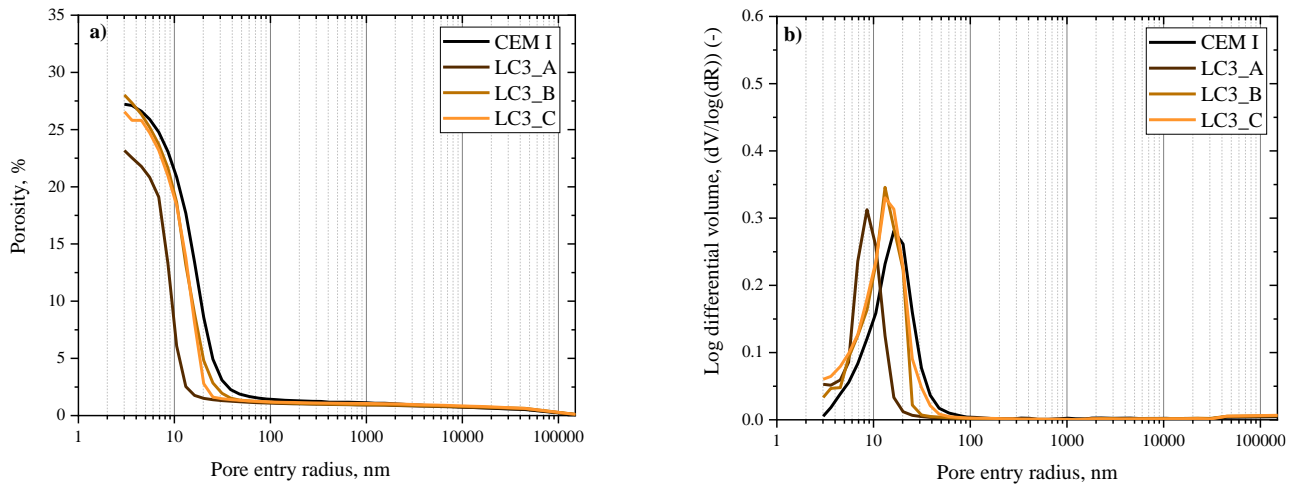 a)
CEM I
LC3_A
LC3_B
LC3_C
Porosity, %
35
30
25
20
15
10
5
0
1 10 100 1000 10000 100000
Pore entry radius, nm
b)
CEM I
LC3_A
LC3_B
LC3_C
Log differential volume, (dV/log(dR)) (-)
0.6
0.5
0.4
0.3
0.2
0.1
0.0
1 10 100 1000 10000 100000
Pore entry radius, nm